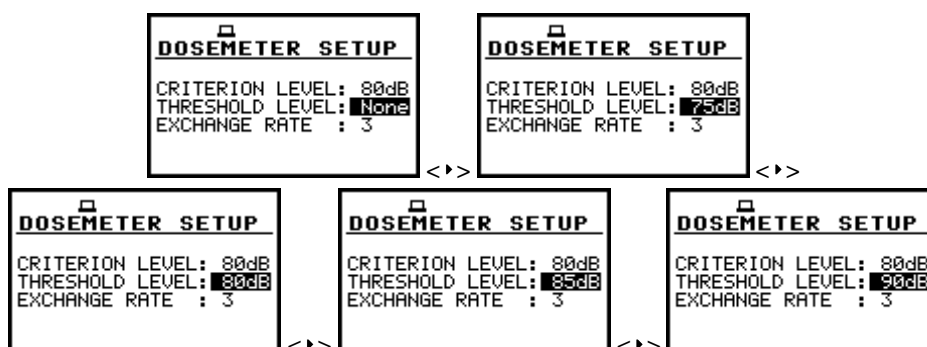 DOSEMETER SETUP
CRITERION LEVEL: 80dB
THRESHOLD LEVEL: None
EXCHANGE RATE : 3
<‣>
DOSEMETER SETUP
CRITERION LEVEL: 80dB
THRESHOLD LEVEL: 75dB
EXCHANGE RATE : 3
<‣>
DOSEMETER SETUP
CRITERION LEVEL: 80dB
THRESHOLD LEVEL: 80dB
EXCHANGE RATE : 3
<‣>
DOSEMETER SETUP
CRITERION LEVEL: 80dB
THRESHOLD LEVEL: 85dB
EXCHANGE RATE : 3
<‣>
DOSEMETER SETUP
CRITERION LEVEL: 80dB
THRESHOLD LEVEL: 90dB
EXCHANGE RATE : 3